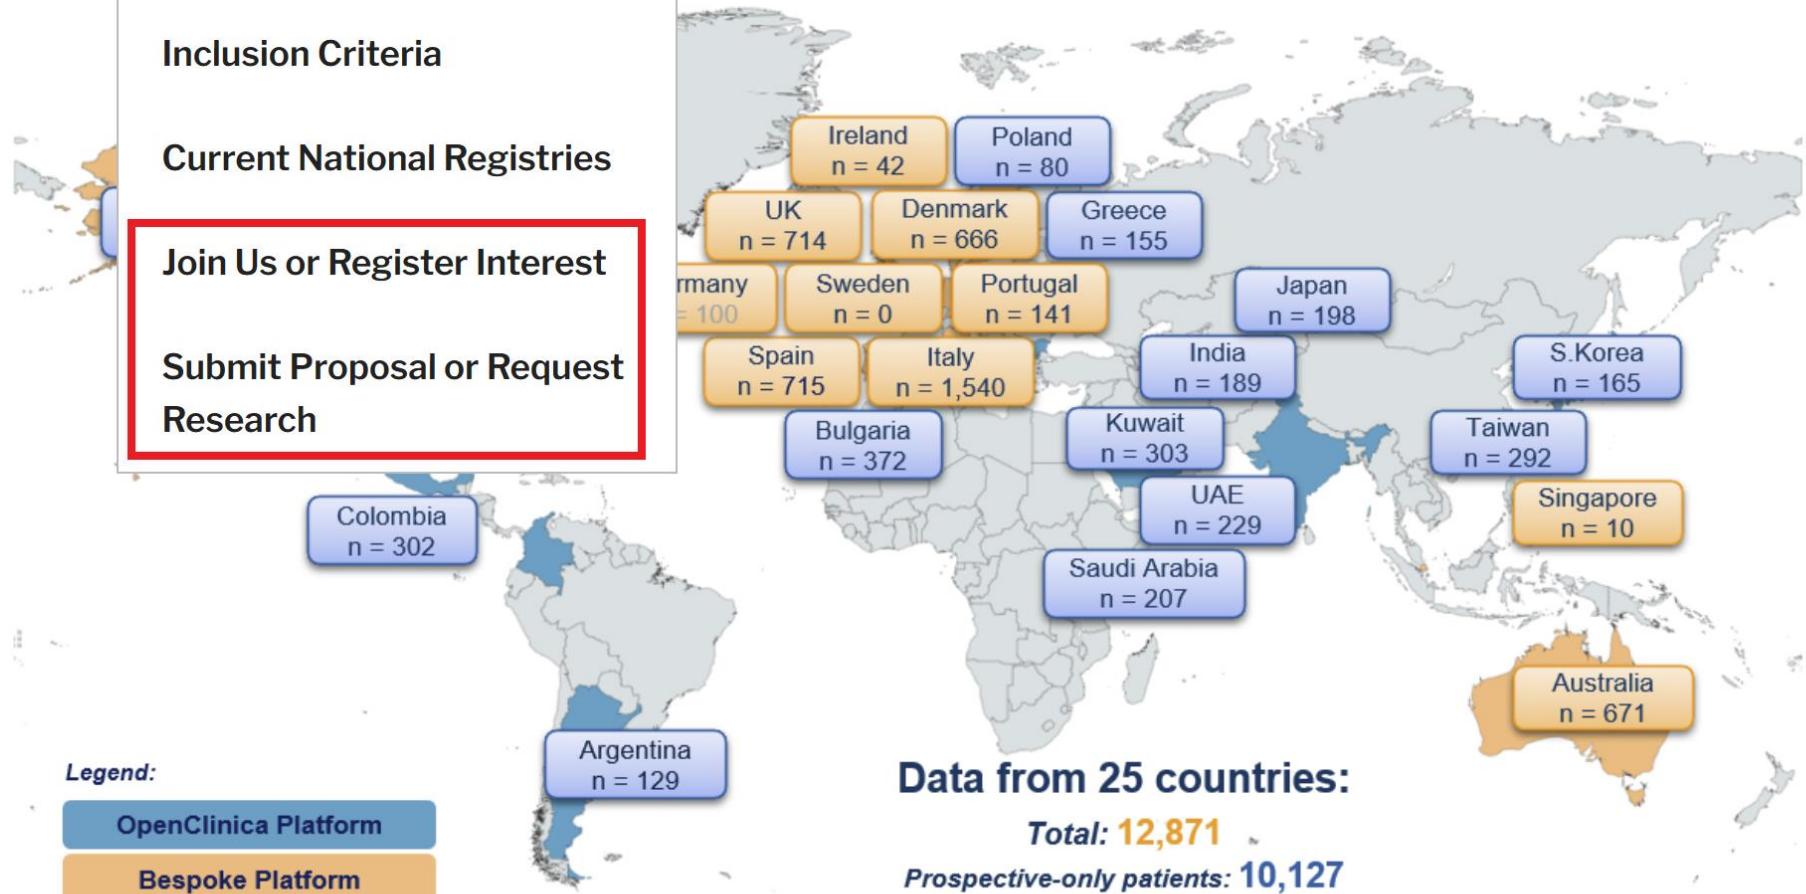 Inclusion Criteria
Current National Registries
Join Us or Register Interest
Submit Proposal or Request
Research
Ireland
n = 42
Poland
n = 80
UK
n = 714
Denmark
n = 666
Greece
n = 155
rmany
= 100
Sweden
n = 0
Portugal
n = 141
Japan
n = 198
Spain
n = 715
Italy
n = 1,540
India
n = 189
S.Korea
n = 165
Bulgaria
n = 372
Kuwait
n = 303
Taiwan
n = 292
UAE
n = 229
Singapore
n = 10
Colombia
n = 302
Saudi Arabia
n = 207
Australia
n = 671
Argentina
n = 129
Legend:
OpenClinica Platform
Bespoke Platform
Data from 25 countries:
Total: 12,871
Prospective-only patients: 10,127